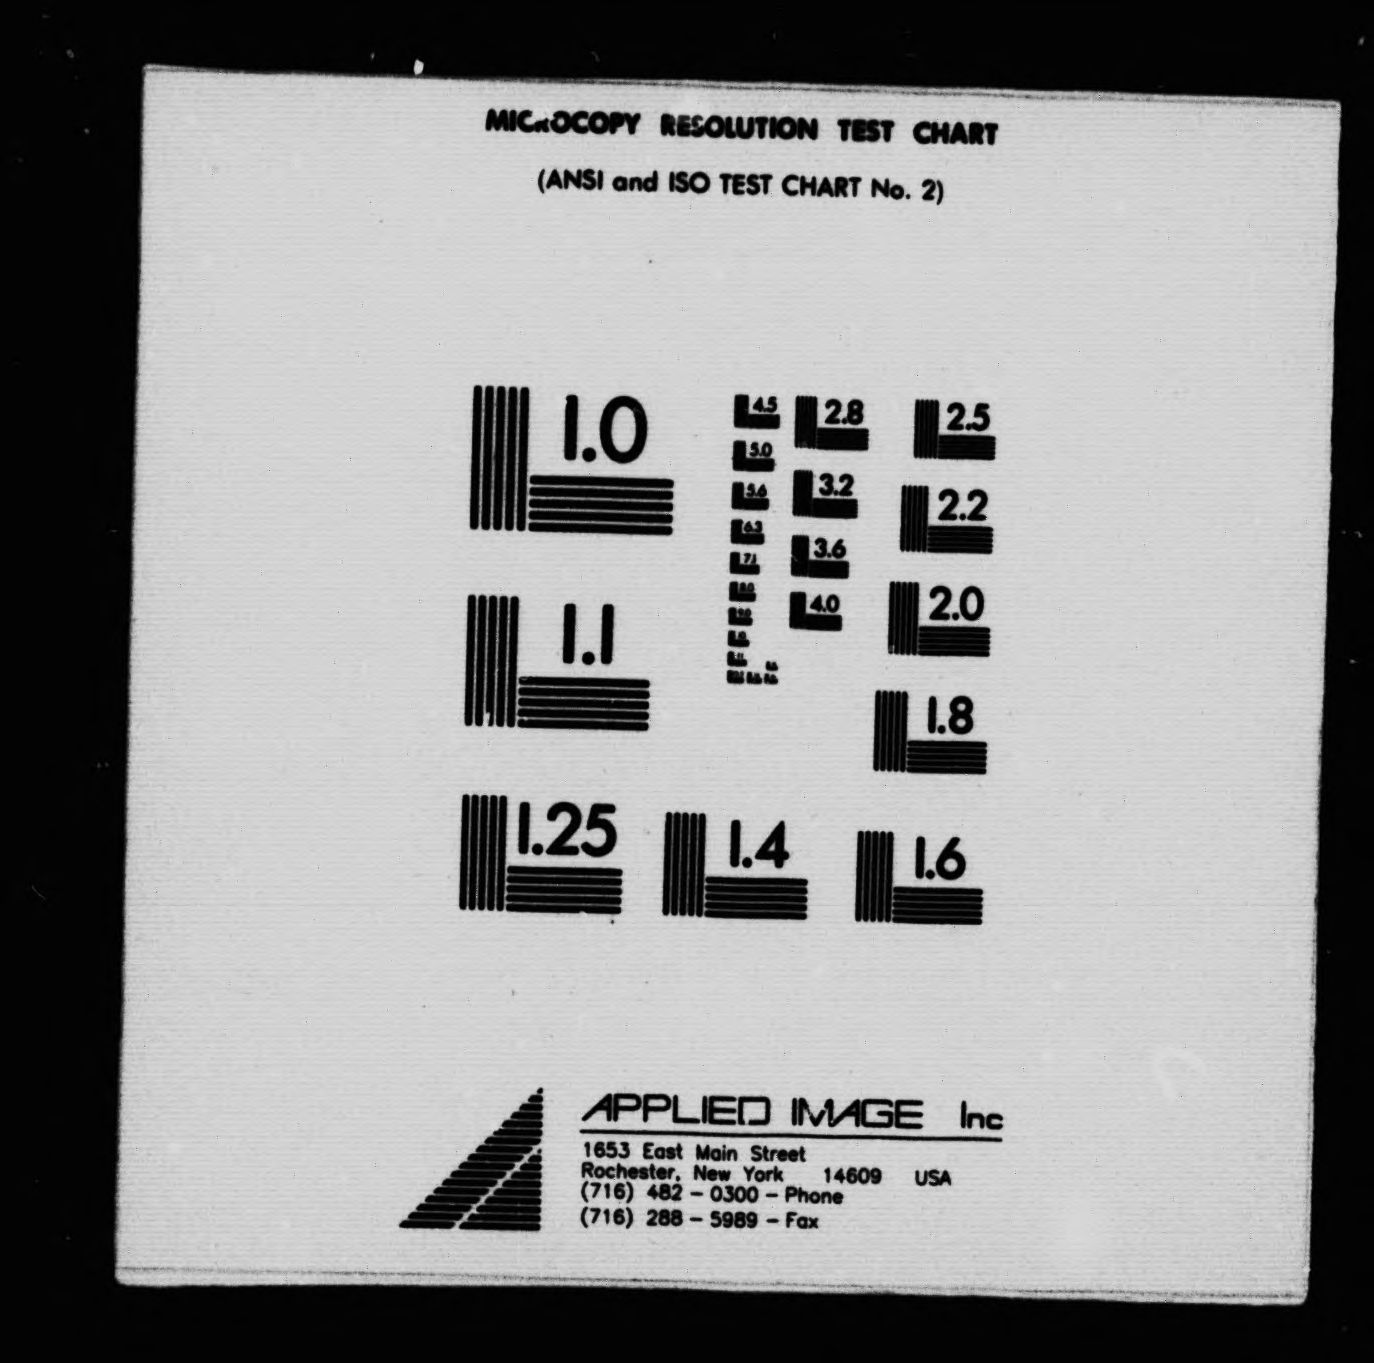 MICROCOPY RESOLUTION TEST CHART
(ANSI and ISO TEST CHART No. 2)
1.0
1.1
1.25
1.4
1.6
1.8
2.0
2.2
2.5
2.8
3.2
3.6
4.0
4.5
5.0
5.6
6.3
7.1
8.0
9.0
APPLIED IMAGE Inc
1653 East Main Street
Rochester, New York 14609 USA
(716) 482 - 0300 - Phone
(716) 288 - 5989 - Fax